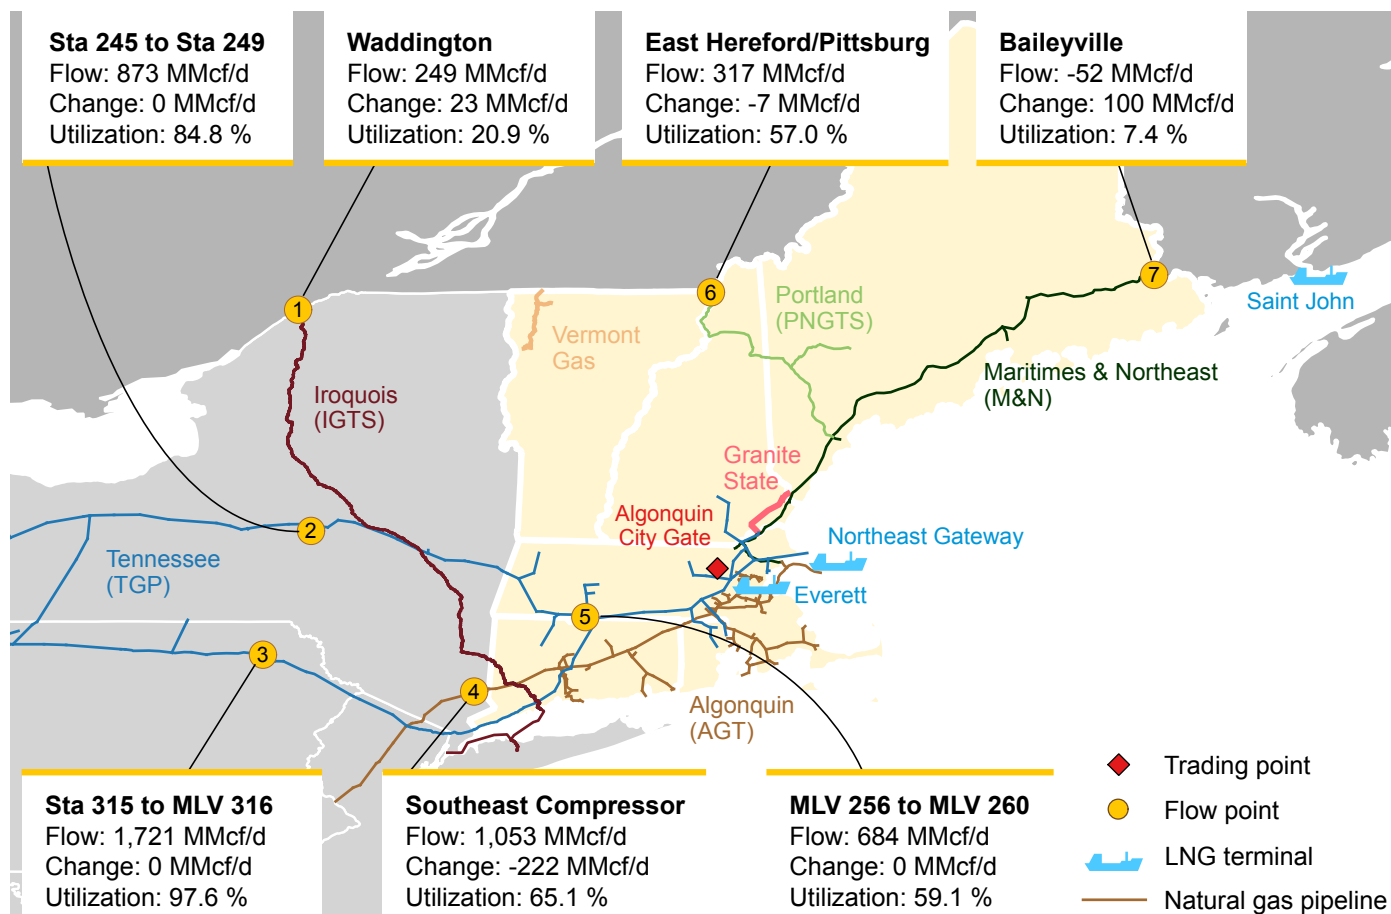 Sta 245 to Sta 249
Flow: 873 MMcf/d
Change: 0 MMcf/d
Utilization: 84.8 %
Waddington
Flow: 249 MMcf/d
Change: 23 MMcf/d
Utilization: 20.9 %
East Hereford/Pittsburg
Flow: 317 MMcf/d
Change: -7 MMcf/d
Utilization: 57.0 %
Baileyville
Flow: -52 MMcf/d
Change: 100 MMcf/d
Utilization: 7.4 %
7
6
1
Saint John
Portland
(PNGTS)
Vermont
Gas
Maritimes & Northeast
(M&N)
Iroquois
(IGTS)
Granite
State
Algonquin
City Gate
2
Northeast Gateway
Tennessee
(TGP)
Everett
5
3
4
Algonquin
(AGT)
Sta 315 to MLV 316
Flow: 1,721 MMcf/d
Change: 0 MMcf/d
Utilization: 97.6 %
Southeast Compressor
Flow: 1,053 MMcf/d
Change: -222 MMcf/d
Utilization: 65.1 %
MLV 256 to MLV 260
Flow: 684 MMcf/d
Change: 0 MMcf/d
Utilization: 59.1 %
Trading point
Flow point
LNG terminal
Natural gas pipeline